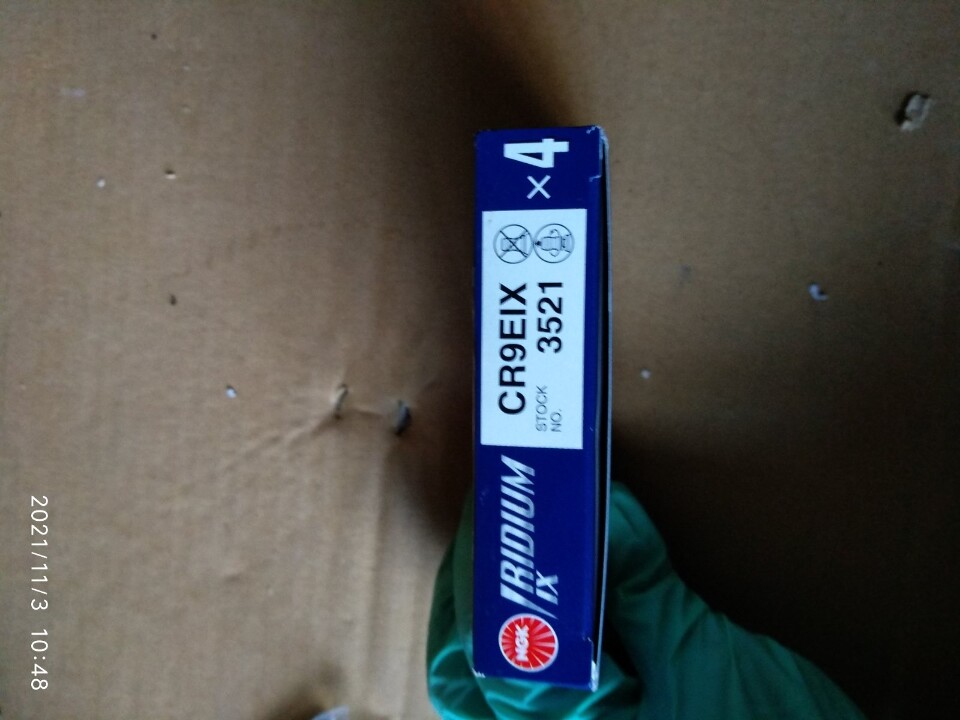 NGK
IRIDIUM
IX
CR9EIX
STOCK
NO.
3521
×4
2021/11/3 10:48